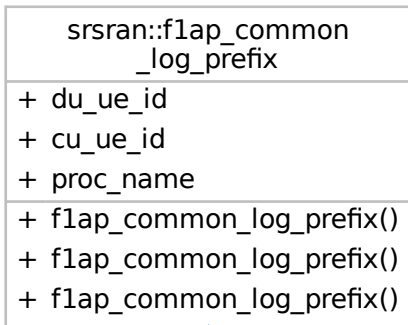 srsran::f1ap_common
_log_prefix
+ du_ue_id
+ cu_ue_id
+ proc_name
+ f1ap_common_log_prefix()
+ f1ap_common_log_prefix()
+ f1ap_common_log_prefix()